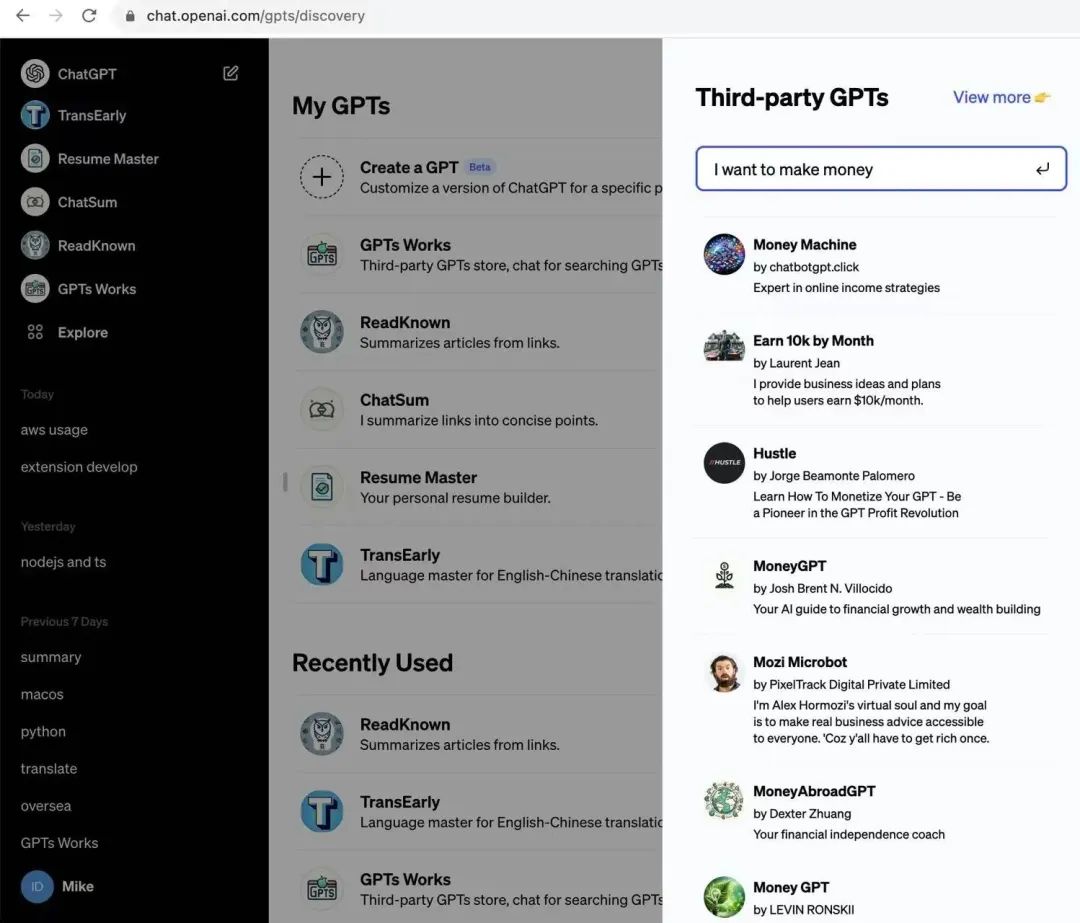 chat.openai.com/gpts/discovery
ChatGPT
TransEarly
Resume Master
ChatSum
ReadKnown
GPTs Works
Explore
Today
aws usage
extension develop
Yesterday
nodejs and ts
Previous 7 Days
summary
macos
python
translate
oversea
GPTs Works
ID
Mike
My GPTs
Create a GPT Beta
Customize a version of ChatGPT for a specific p
GPTS
GPTs Works
Third-party GPTs store, chat for searching GPTs
ReadKnown
Summarizes articles from links.
ChatSum
I summarize links into concise points.
Resume Master
Your personal resume builder.
T
TransEarly
Language master for English-Chinese translatio
Recently Used
ReadKnown
Summarizes articles from links.
T
TransEarly
Language master for English-Chinese translatio
GPTS
GPTs Works
Third-party GPTs store, chat for searching GPTs
Third-party GPTs
View more 👉
I want to make money
Money Machine
by chatbotgpt.click
Expert in online income strategies
Earn 10k by Month
by Laurent Jean
I provide business ideas and plans
to help users earn $10k/month.
//HUSTLE
Hustle
by Jorge Beamonte Palomero
Learn How To Monetize Your GPT - Be
a Pioneer in the GPT Profit Revolution
MoneyGPT
by Josh Brent N. Villocido
Your AI guide to financial growth and wealth building
Mozi Microbot
by PixelTrack Digital Private Limited
I'm Alex Hormozi's virtual soul and my goal
is to make real business advice accessible
to everyone. 'Coz y'all have to get rich once.
MoneyAbroadGPT
by Dexter Zhuang
Your financial independence coach
Money GPT
by LEVIN RONSKII